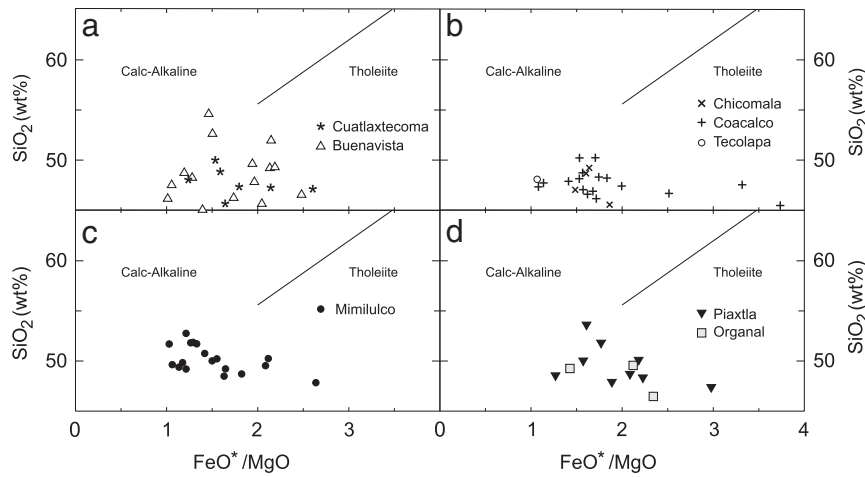 a
b
60
60
Calc-Alkaline
Tholeiite
Calc-Alkaline
Tholeiite
SiO₂ (wt%)
SiO₂ (wt%)
Cuatlaxtecoma
Buenavista
Chicomala
Coacalco
Tecolapa
50
50
c
d
60
60
Calc-Alkaline
Tholeiite
Calc-Alkaline
Tholeiite
SiO₂ (wt%)
SiO₂ (wt%)
Mimilulco
Piaxtla
Organal
50
50
0 1 2 3 0 1 2 3 4
FeO*/MgO
FeO*/MgO